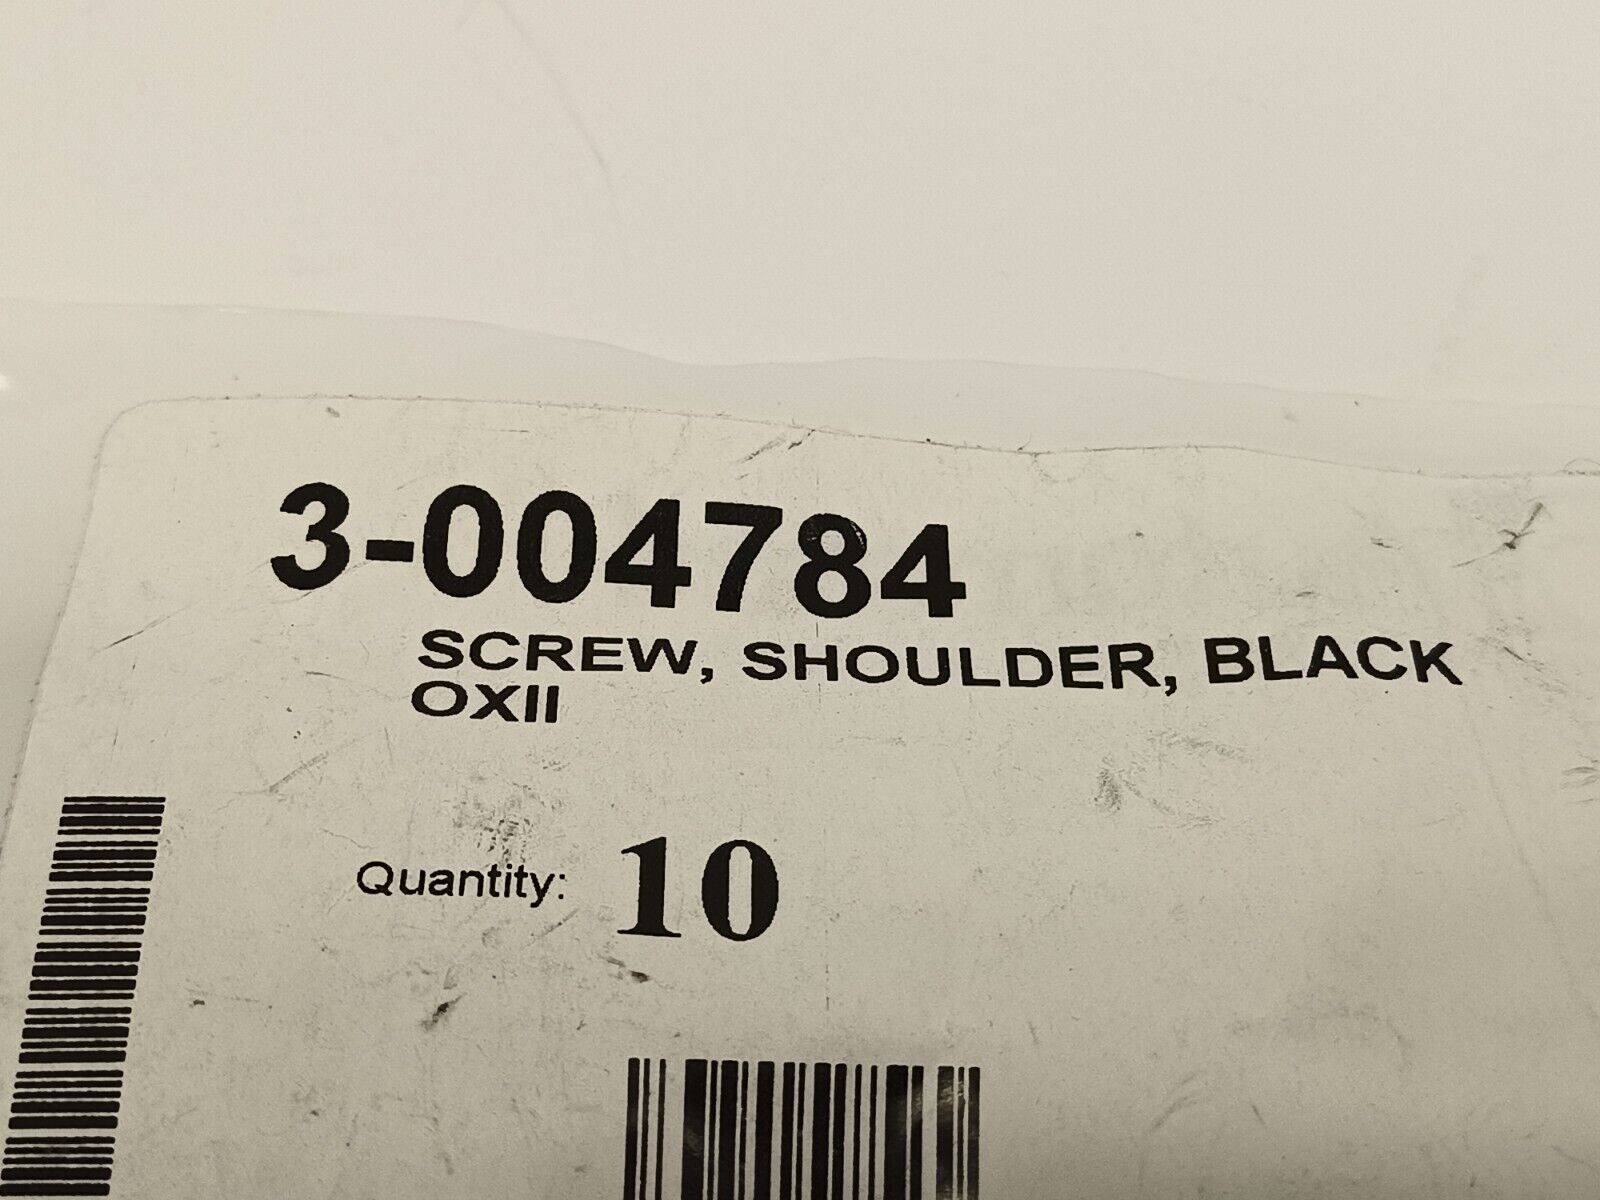 3-004784
SCREW, SHOULDER, BLACK
OXII
Quantity: 10